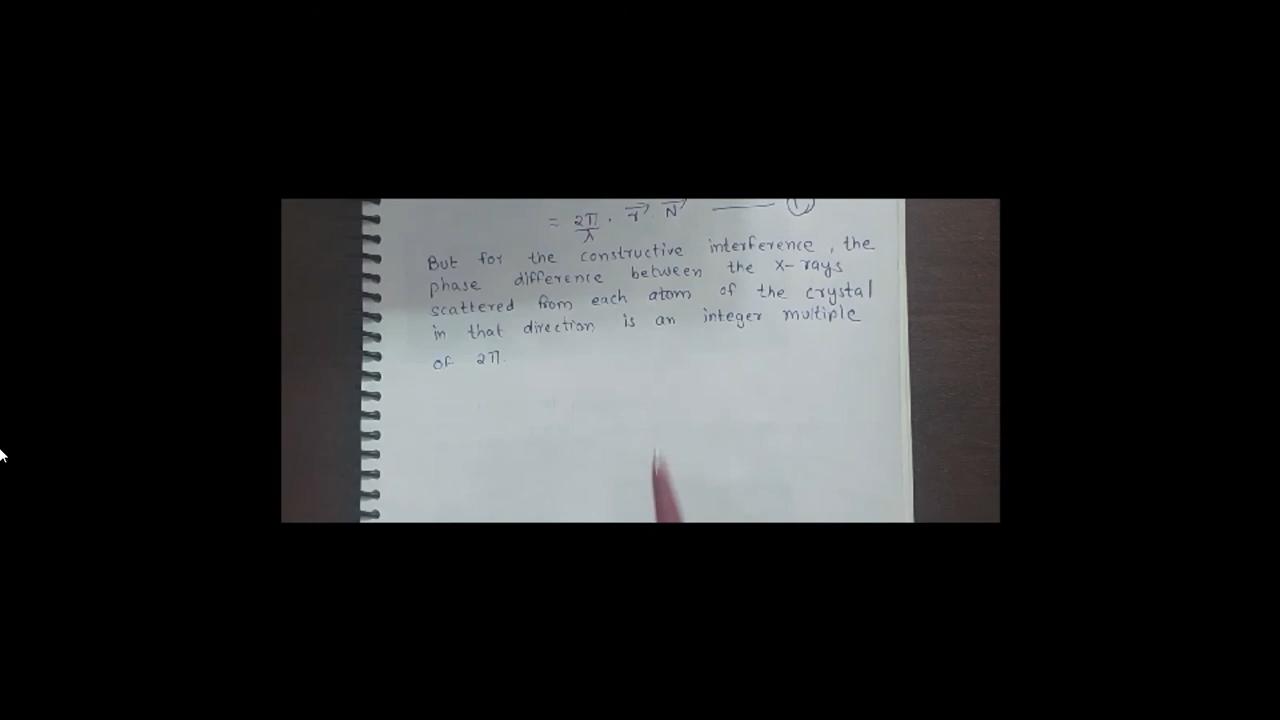 = 2π/λ · r⃗ · N⃗ —— ①
But for the constructive interference, the
phase difference between the x-rays
scattered from each atom of the crystal
in that direction is an integer multiple
of 2π.